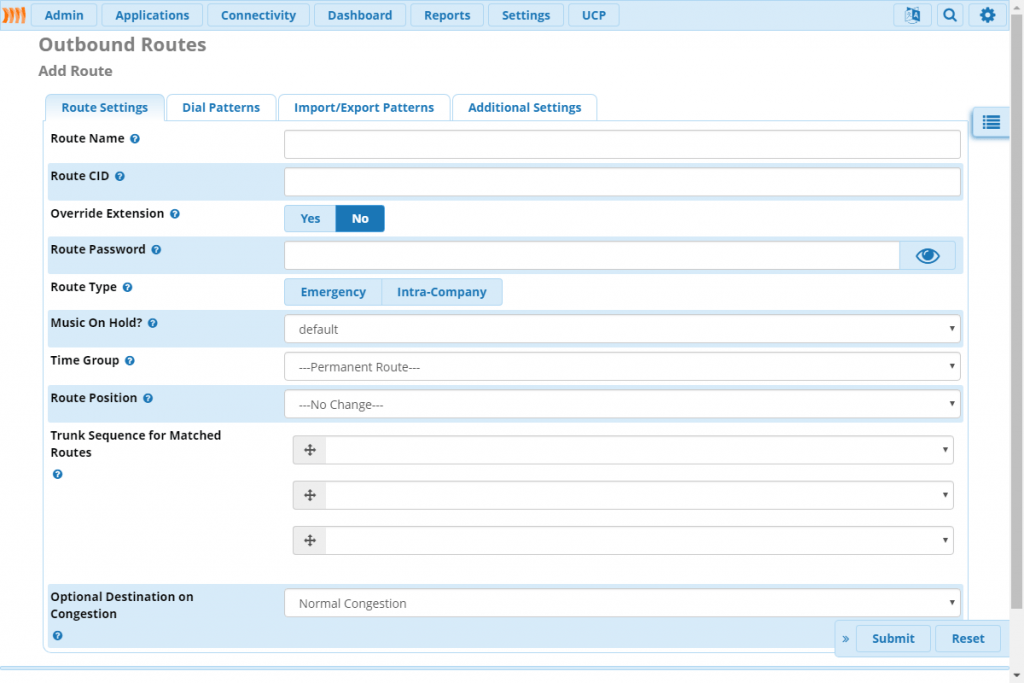 Admin Applications Connectivity Dashboard Reports Settings UCP
Outbound Routes
Add Route
Route Settings Dial Patterns Import/Export Patterns Additional Settings
Route Name
Route CID
Override Extension Yes No
Route Password
Route Type Emergency Intra-Company
Music On Hold? default
Time Group ---Permanent Route---
Route Position ---No Change---
Trunk Sequence for Matched
Routes
Optional Destination on
Congestion
Normal Congestion
» Submit Reset